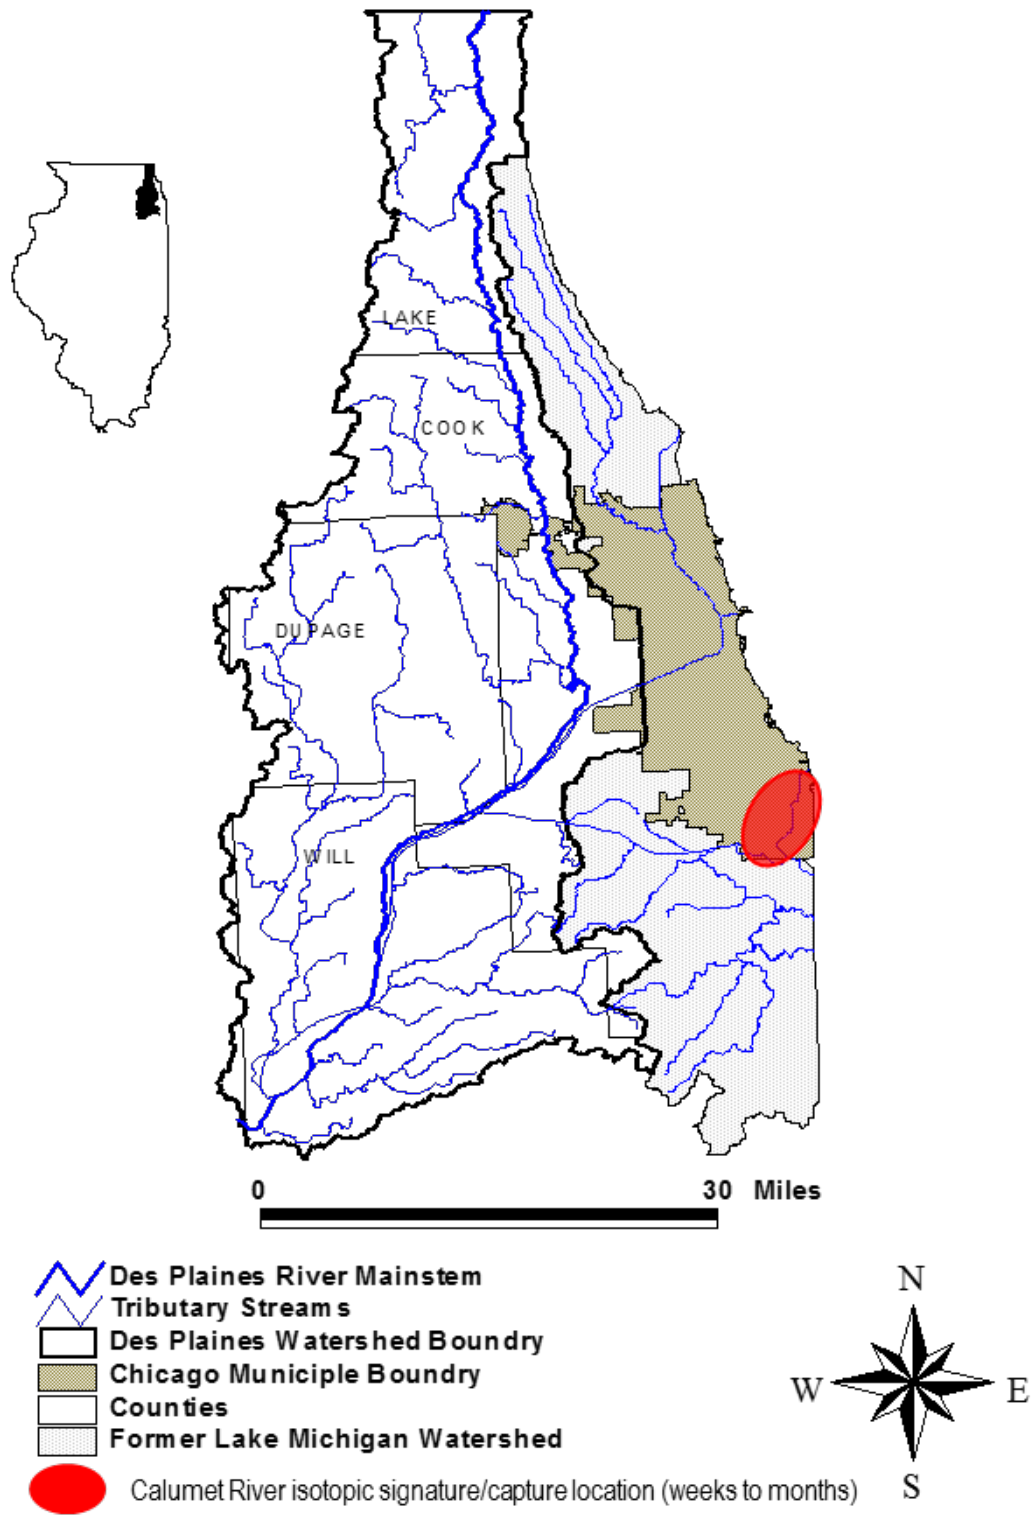 LAKE
COOK
DU PAGE
WILL
0 30 Miles
Des Plaines River Mainstem
Tributary Streams
Des Plaines Watershed Boundry
Chicago Municiple Boundry
Counties
Former Lake Michigan Watershed
Calumet River isotopic signature/capture location (weeks to months)
N
W E
S